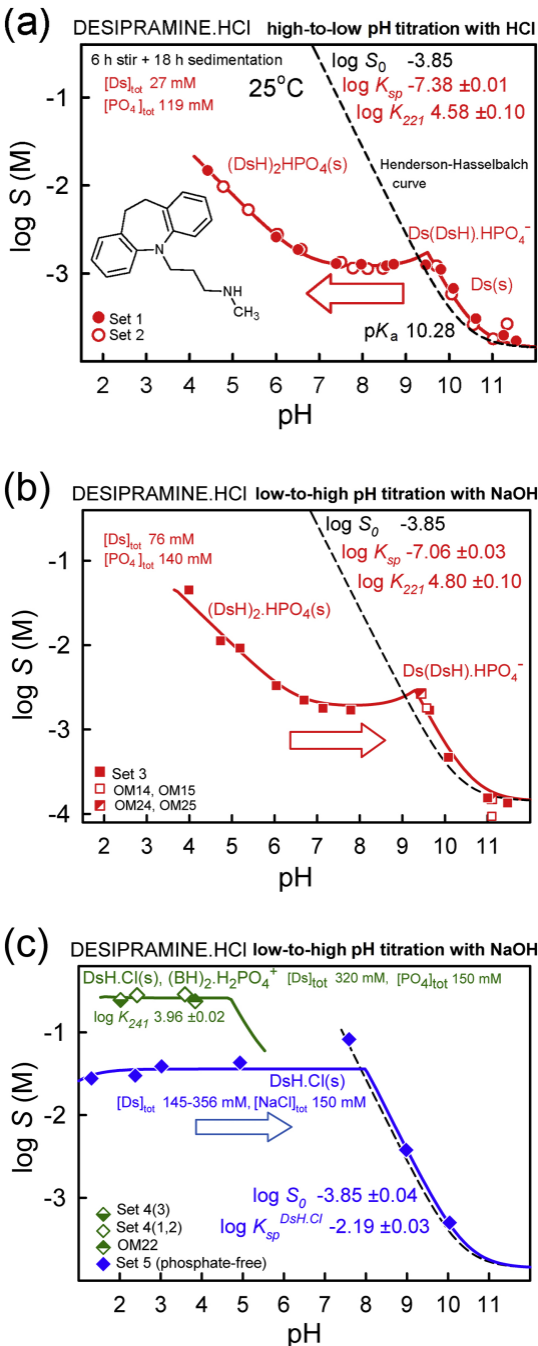 (a) DESIPRAMINE.HCl high-to-low pH titration with HCl
6 h stir + 18 h sedimentation
[Ds]tot 27 mM
[PO4]tot 119 mM
25°C
log S0 -3.85
log Ksp -7.38 ±0.01
log K221 4.58 ±0.10
(DsH)2HPO4(s)
Henderson-Hasselbalch
curve
Ds(DsH).HPO4-
Ds(s)
N
NH
CH3
pKa 10.28
Set 1
Set 2
log S (M)
-1
-2
-3
2 3 4 5 6 7 8 9 10 11
pH
(b) DESIPRAMINE.HCl low-to-high pH titration with NaOH
[Ds]tot 76 mM
[PO4]tot 140 mM
log S0 -3.85
log Ksp -7.06 ±0.03
log K221 4.80 ±0.10
(DsH)2.HPO4(s)
Ds(DsH).HPO4-
Set 3
OM14, OM15
OM24, OM25
log S (M)
-1
-2
-3
-4
2 3 4 5 6 7 8 9 10 11
pH
(c) DESIPRAMINE.HCl low-to-high pH titration with NaOH
DsH.Cl(s), (BH)2.H2PO4+ [Ds]tot 320 mM, [PO4]tot 150 mM
log K241 3.96 ±0.02
DsH.Cl(s)
[Ds]tot 145-356 mM, [NaCl]tot 150 mM
log S0 -3.85 ±0.04
log Ksp DsH.Cl -2.19 ±0.03
Set 4(3)
Set 4(1,2)
OM22
Set 5 (phosphate-free)
log S (M)
-1
-2
-3
2 3 4 5 6 7 8 9 10 11
pH